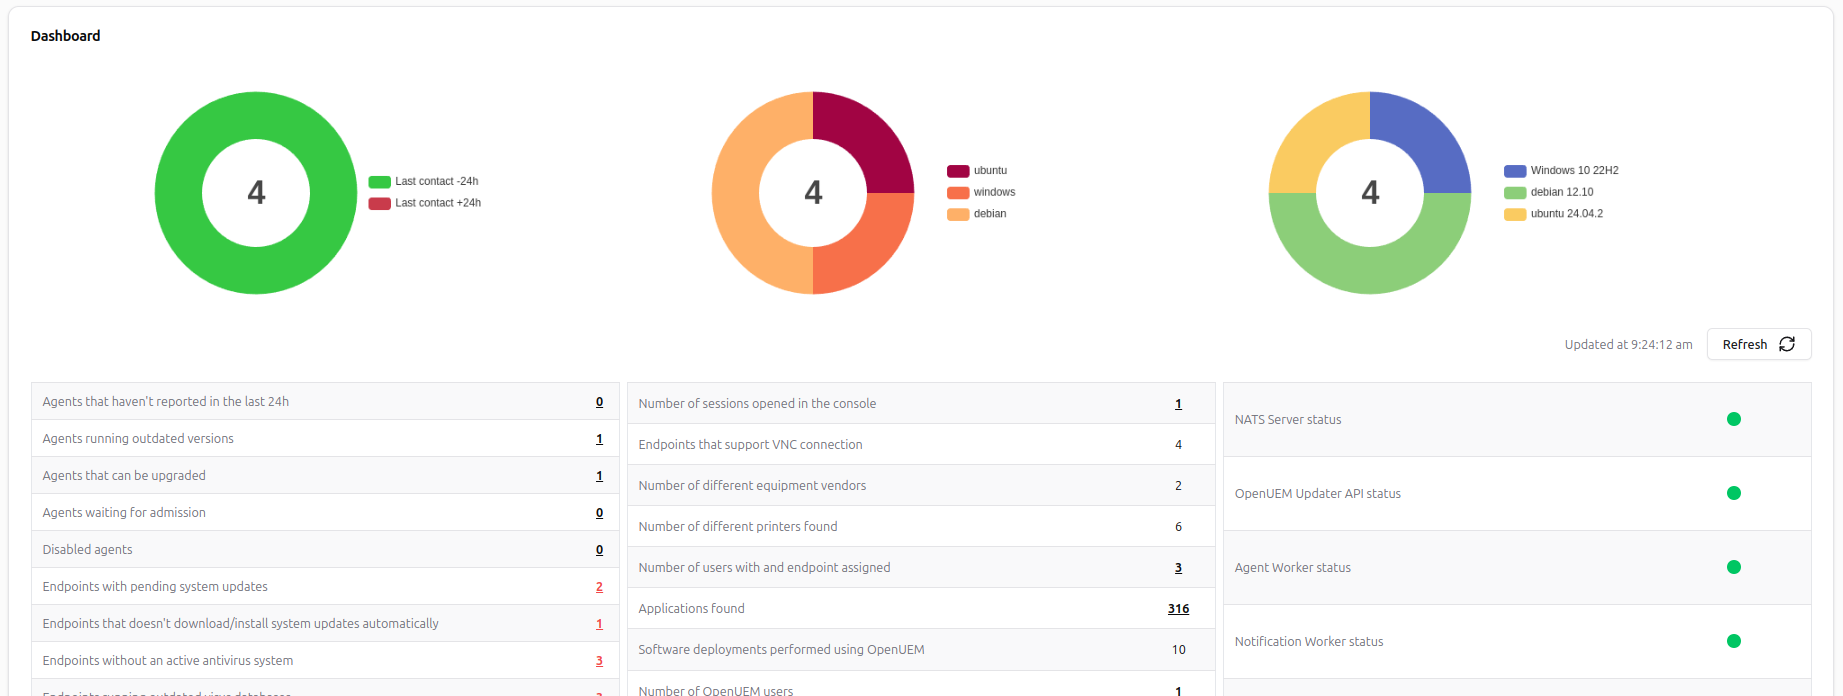 Dashboard
4
Last contact -24h
Last contact +24h
4
ubuntu
windows
debian
4
Windows 10 22H2
debian 12.10
ubuntu 24.04.2
Updated at 9:24:12 am
Refresh
Agents that haven't reported in the last 24h 0
Agents running outdated versions 1
Agents that can be upgraded 1
Agents waiting for admission 0
Disabled agents 0
Endpoints with pending system updates 2
Endpoints that doesn't download/install system updates automatically 1
Endpoints without an active antivirus system 3
Number of sessions opened in the console 1
Endpoints that support VNC connection 4
Number of different equipment vendors 2
Number of different printers found 6
Number of users with and endpoint assigned 3
Applications found 316
Software deployments performed using OpenUEM 10
Number of OpenUEM users 1
NATS Server status
OpenUEM Updater API status
Agent Worker status
Notification Worker status